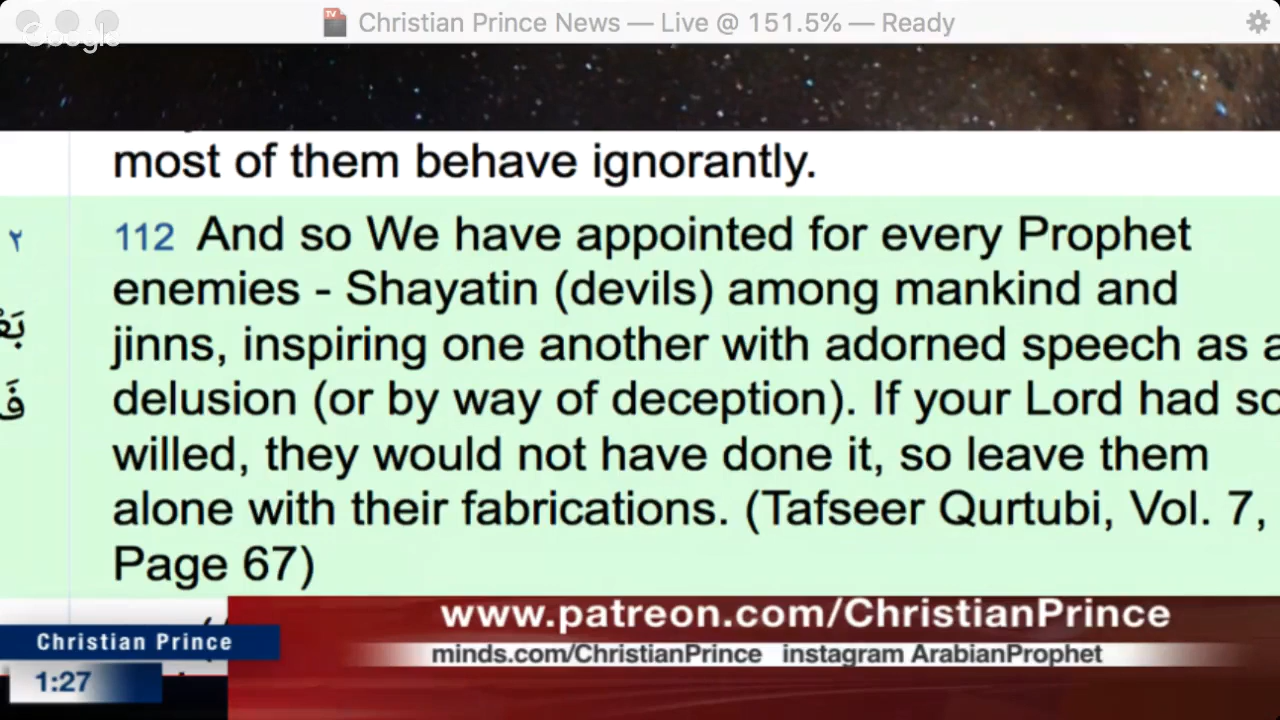 Christian Prince News — Live @ 151.5% — Ready
Google
most of them behave ignorantly.
112 And so We have appointed for every Prophet
enemies - Shayatin (devils) among mankind and
jinns, inspiring one another with adorned speech as a
delusion (or by way of deception). If your Lord had so
willed, they would not have done it, so leave them
alone with their fabrications. (Tafseer Qurtubi, Vol. 7,
Page 67)
www.patreon.com/ChristianPrince
Christian Prince
minds.com/ChristianPrince instagram ArabianProphet
1:27